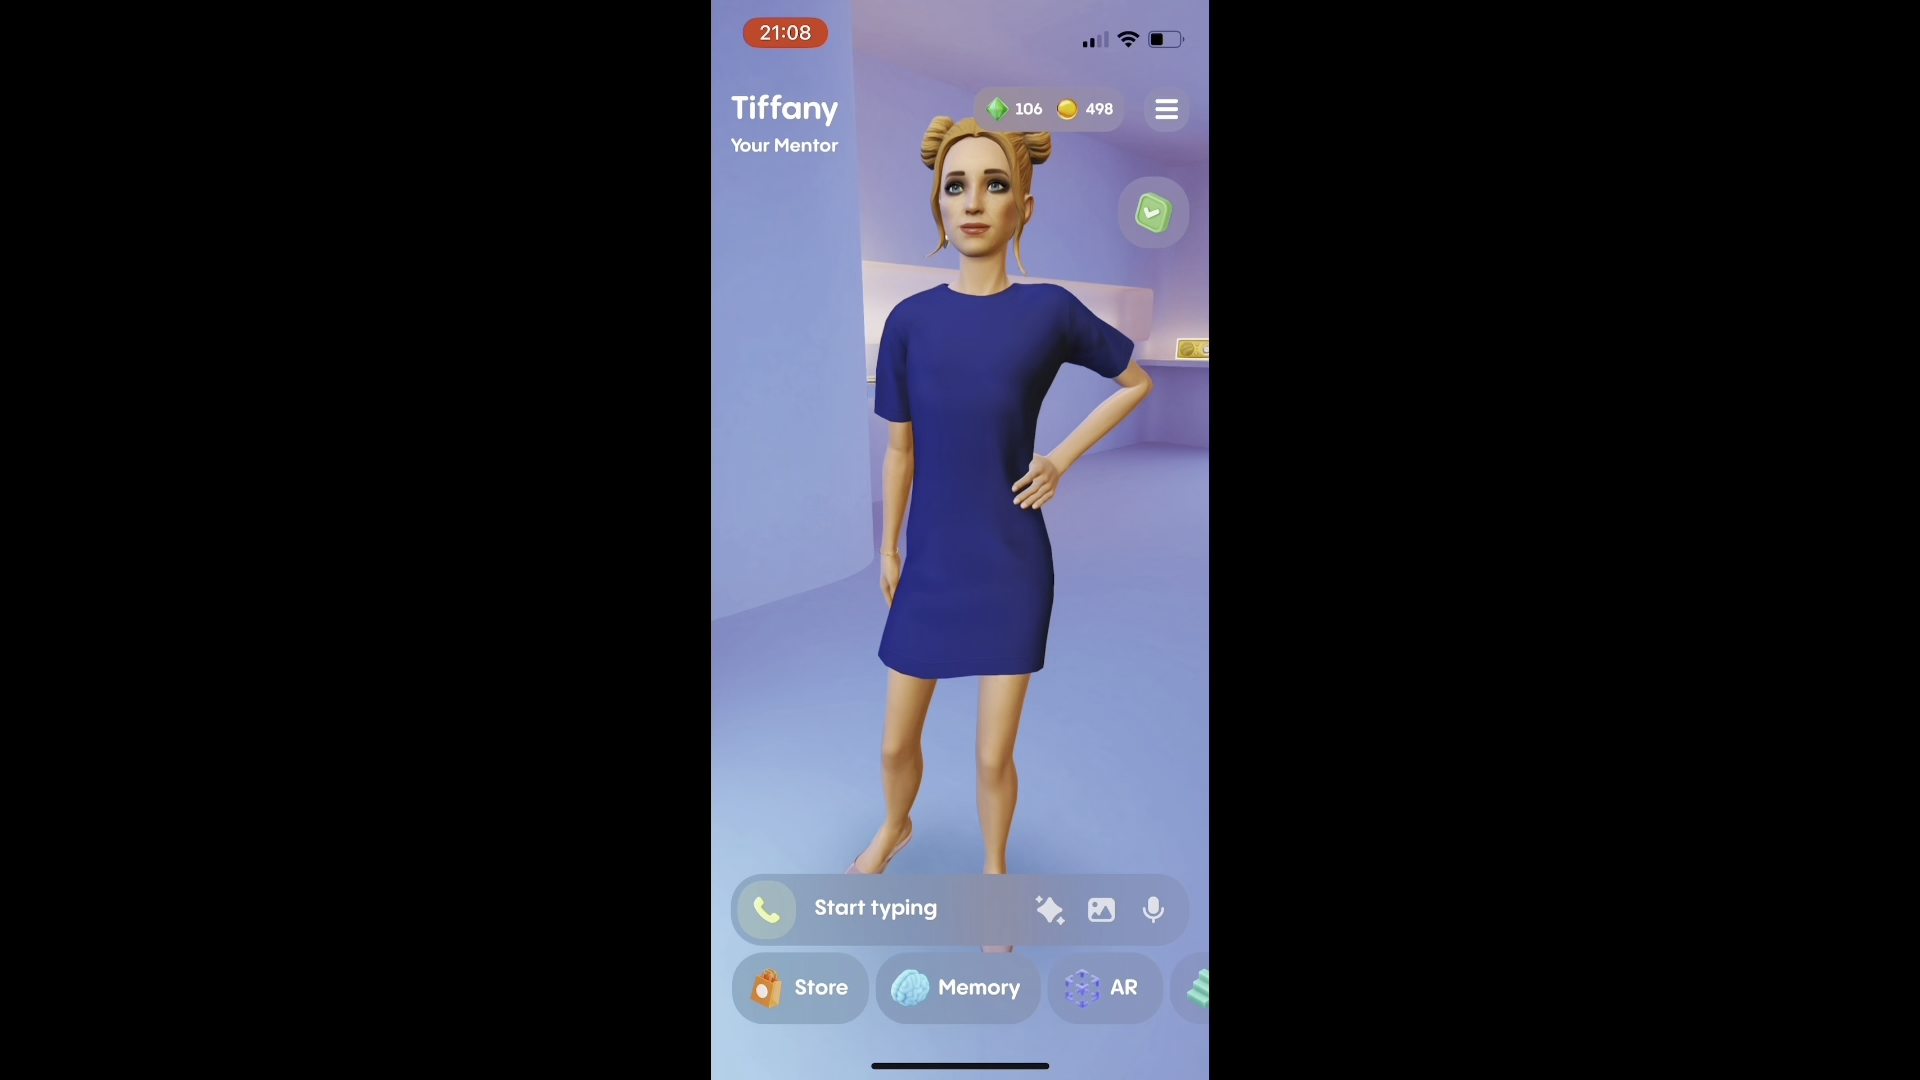 21:08
Tiffany
106 498
Your Mentor
Start typing
Store Memory AR